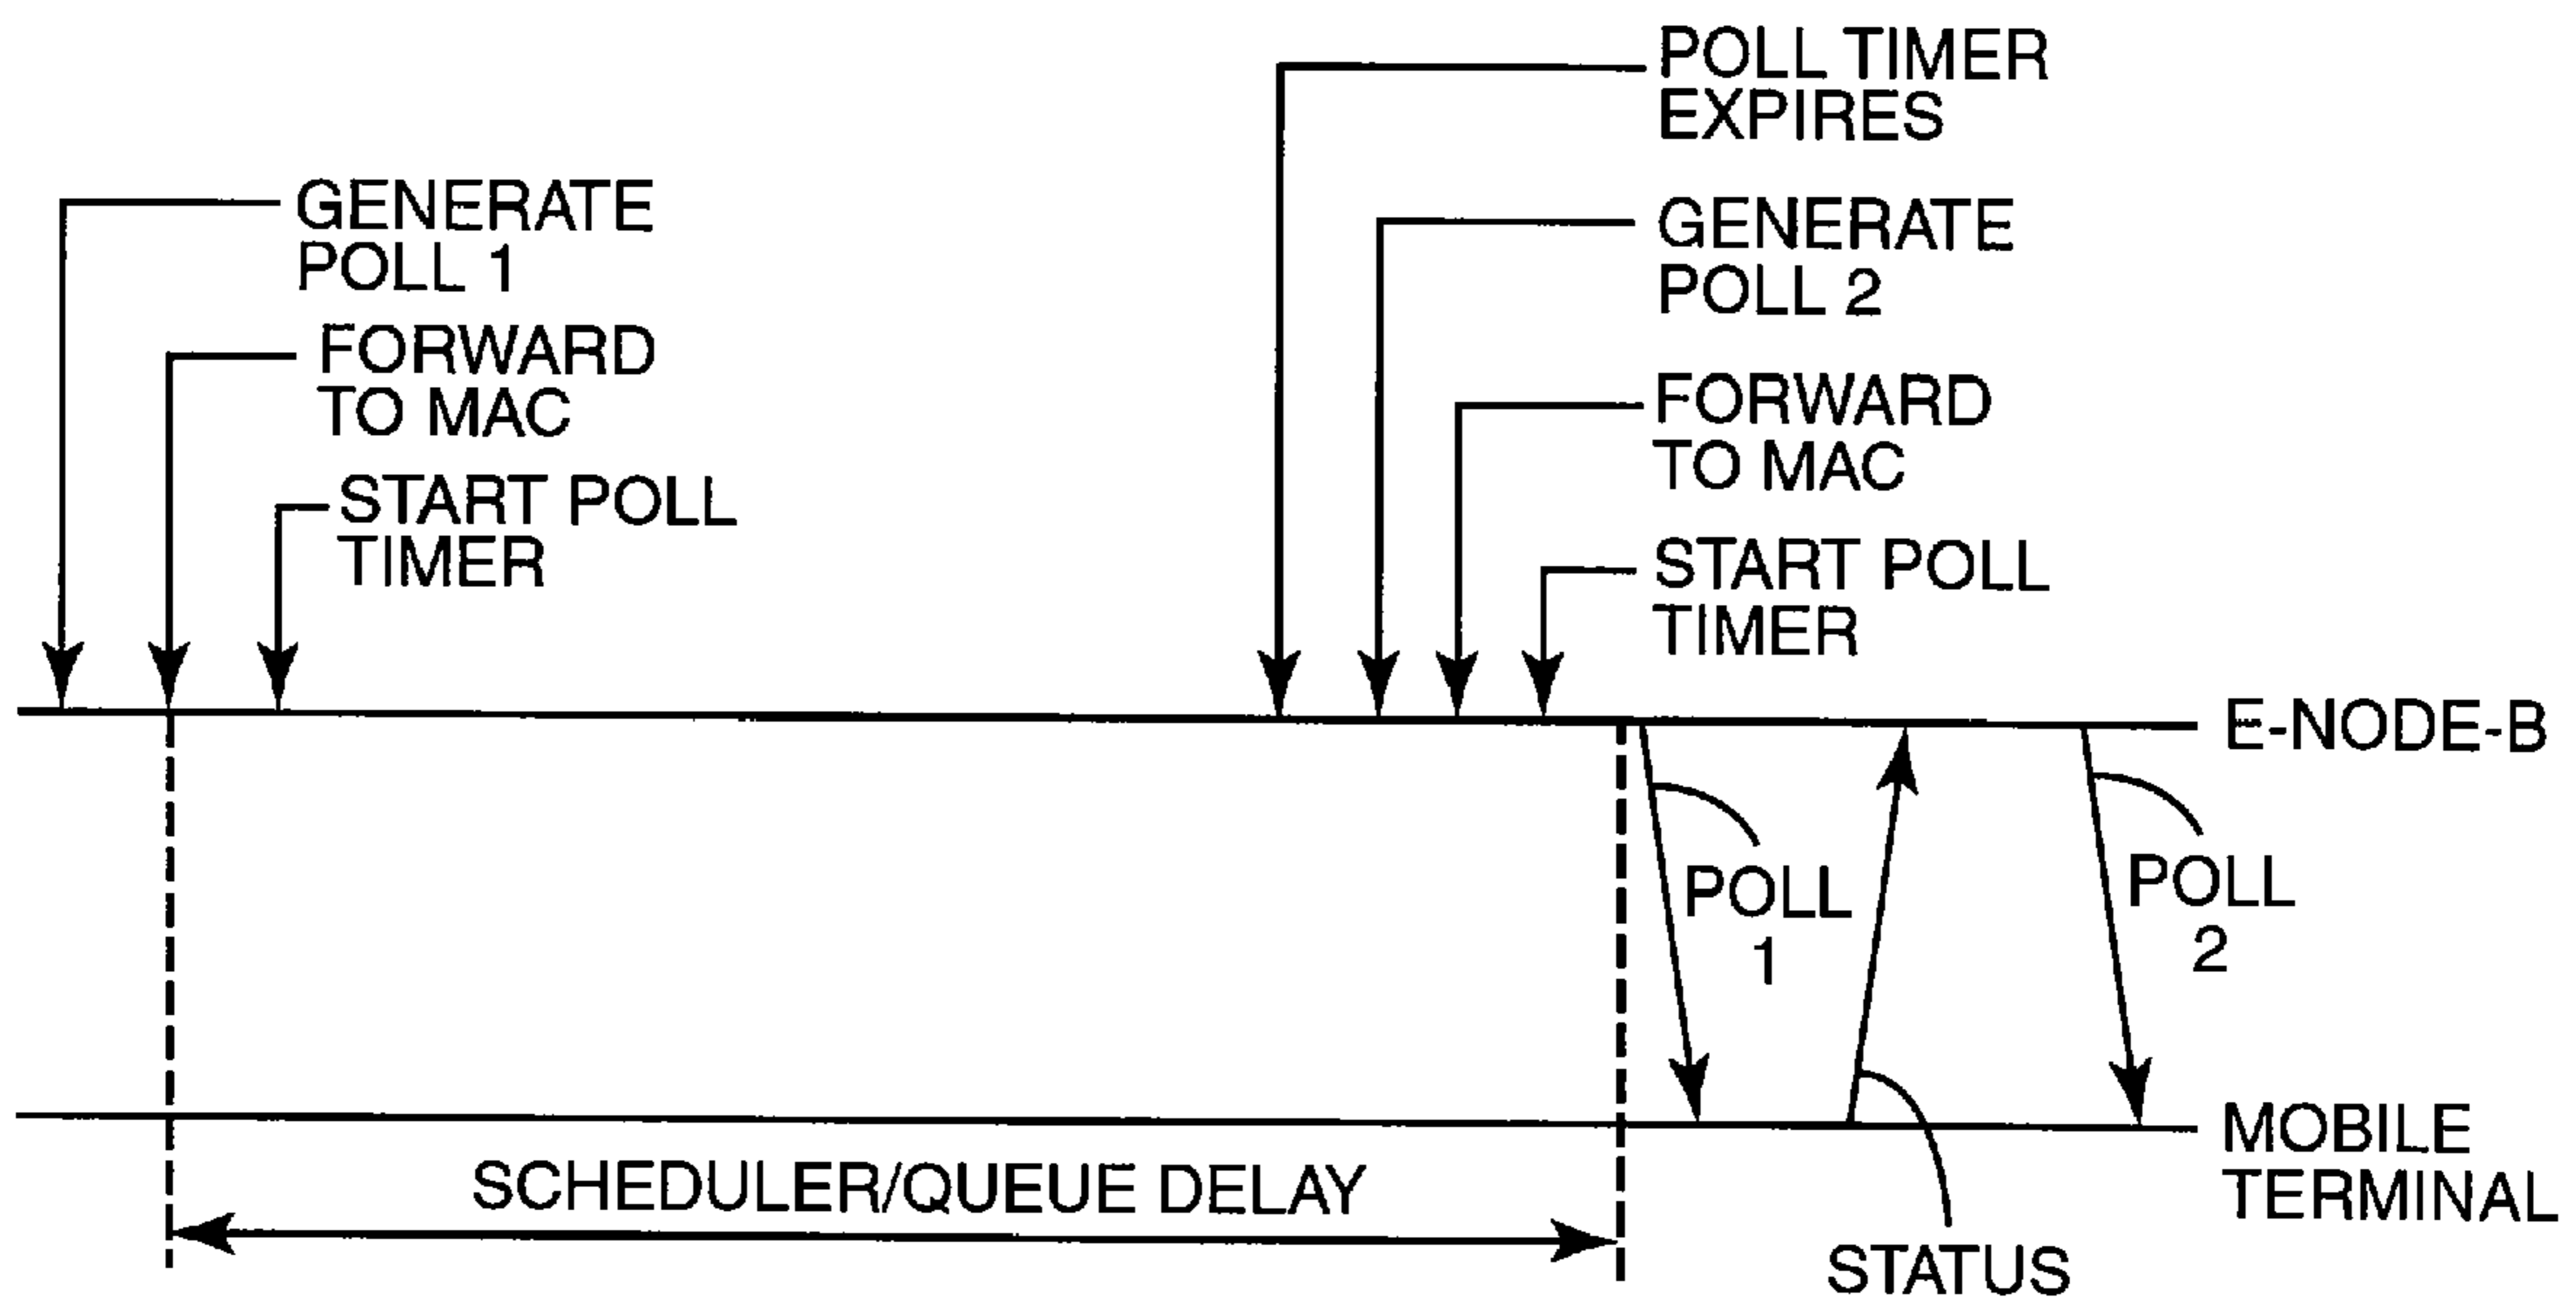 POLL TIMER
EXPIRES
GENERATE
POLL 1
GENERATE
POLL 2
FORWARD
TO MAC
FORWARD
TO MAC
START POLL
TIMER
START POLL
TIMER
E-NODE-B
POLL
1
POLL
2
MOBILE
TERMINAL
SCHEDULER/QUEUE DELAY
STATUS